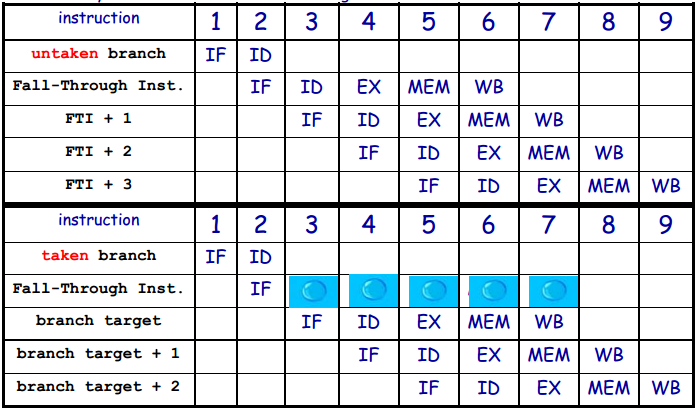 instruction 1 2 3 4 5 6 7 8 9
untaken branch IF ID
Fall-Through Inst. IF ID EX MEM WB
FTI + 1 IF ID EX MEM WB
FTI + 2 IF ID EX MEM WB
FTI + 3 IF ID EX MEM WB
instruction 1 2 3 4 5 6 7 8 9
taken branch IF ID
Fall-Through Inst. IF
branch target IF ID EX MEM WB
branch target + 1 IF ID EX MEM WB
branch target + 2 IF ID EX MEM WB